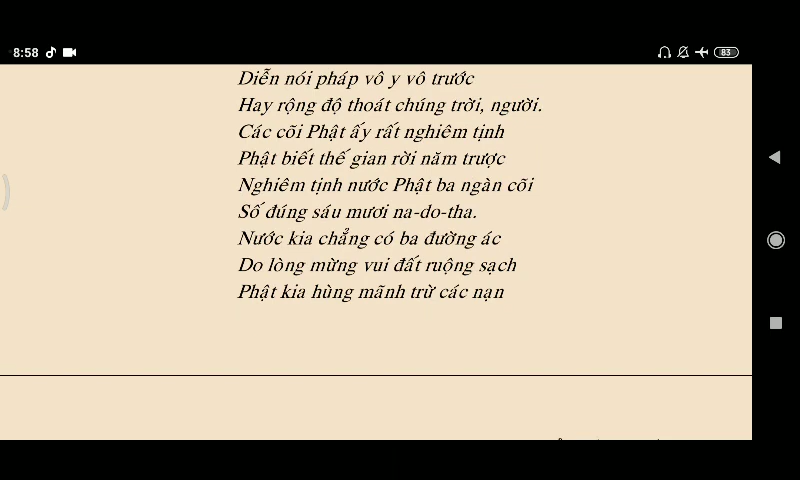 8:58
83
Diễn nói pháp vô y vô trước
Hay rộng độ thoát chúng trời, người.
Các cõi Phật ấy rất nghiêm tịnh
Phật biết thế gian rời năm trược
Nghiêm tịnh nước Phật ba ngàn cõi
Số đúng sáu mươi na-do-tha.
Nước kia chẳng có ba đường ác
Do lòng mừng vui đất ruộng sạch
Phật kia hùng mãnh trừ các nạn